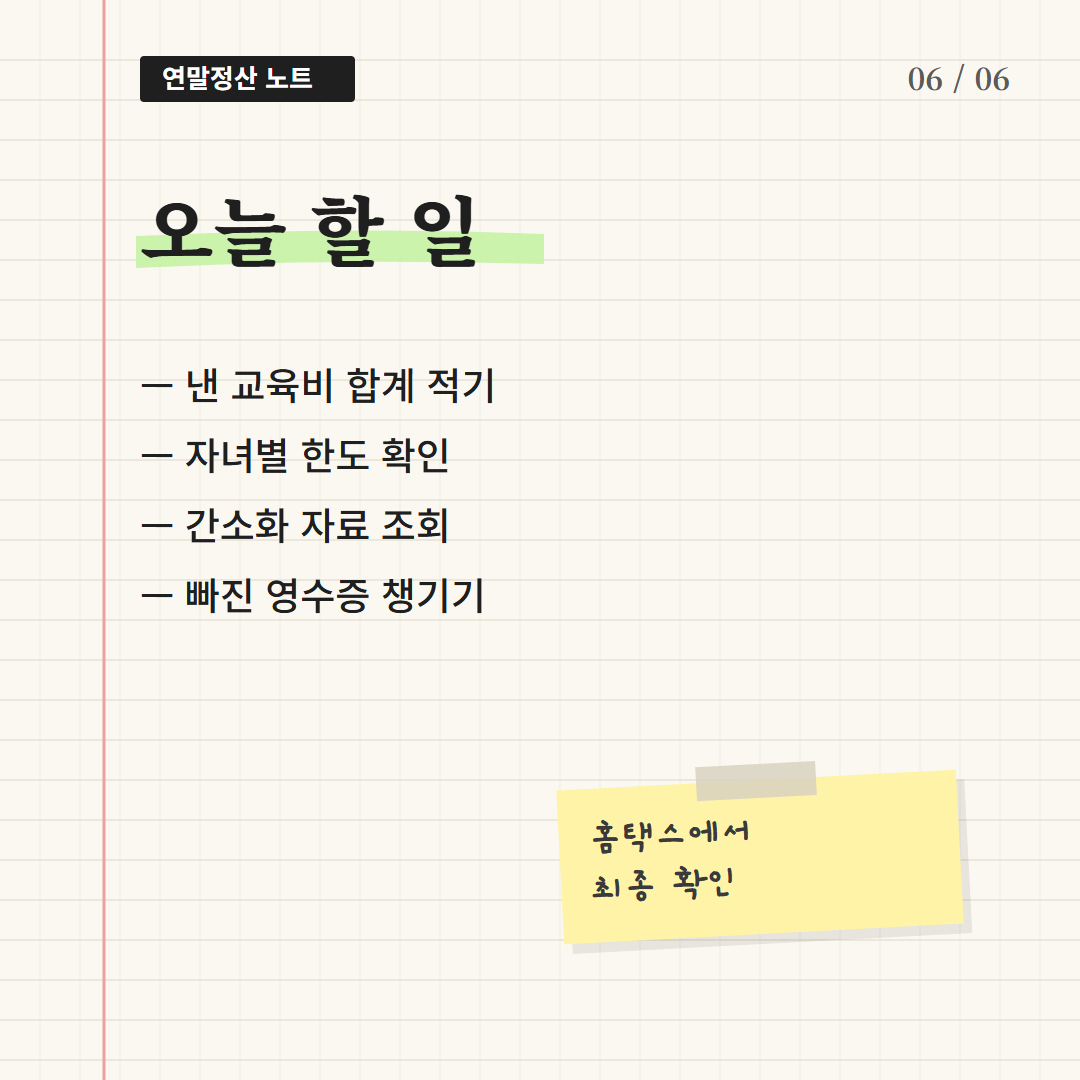 연말정산 노트
06 / 06
오늘 할 일
— 낸 교육비 합계 적기
— 자녀별 한도 확인
— 간소화 자료 조회
— 빠진 영수증 챙기기
홈택스에서
최종 확인